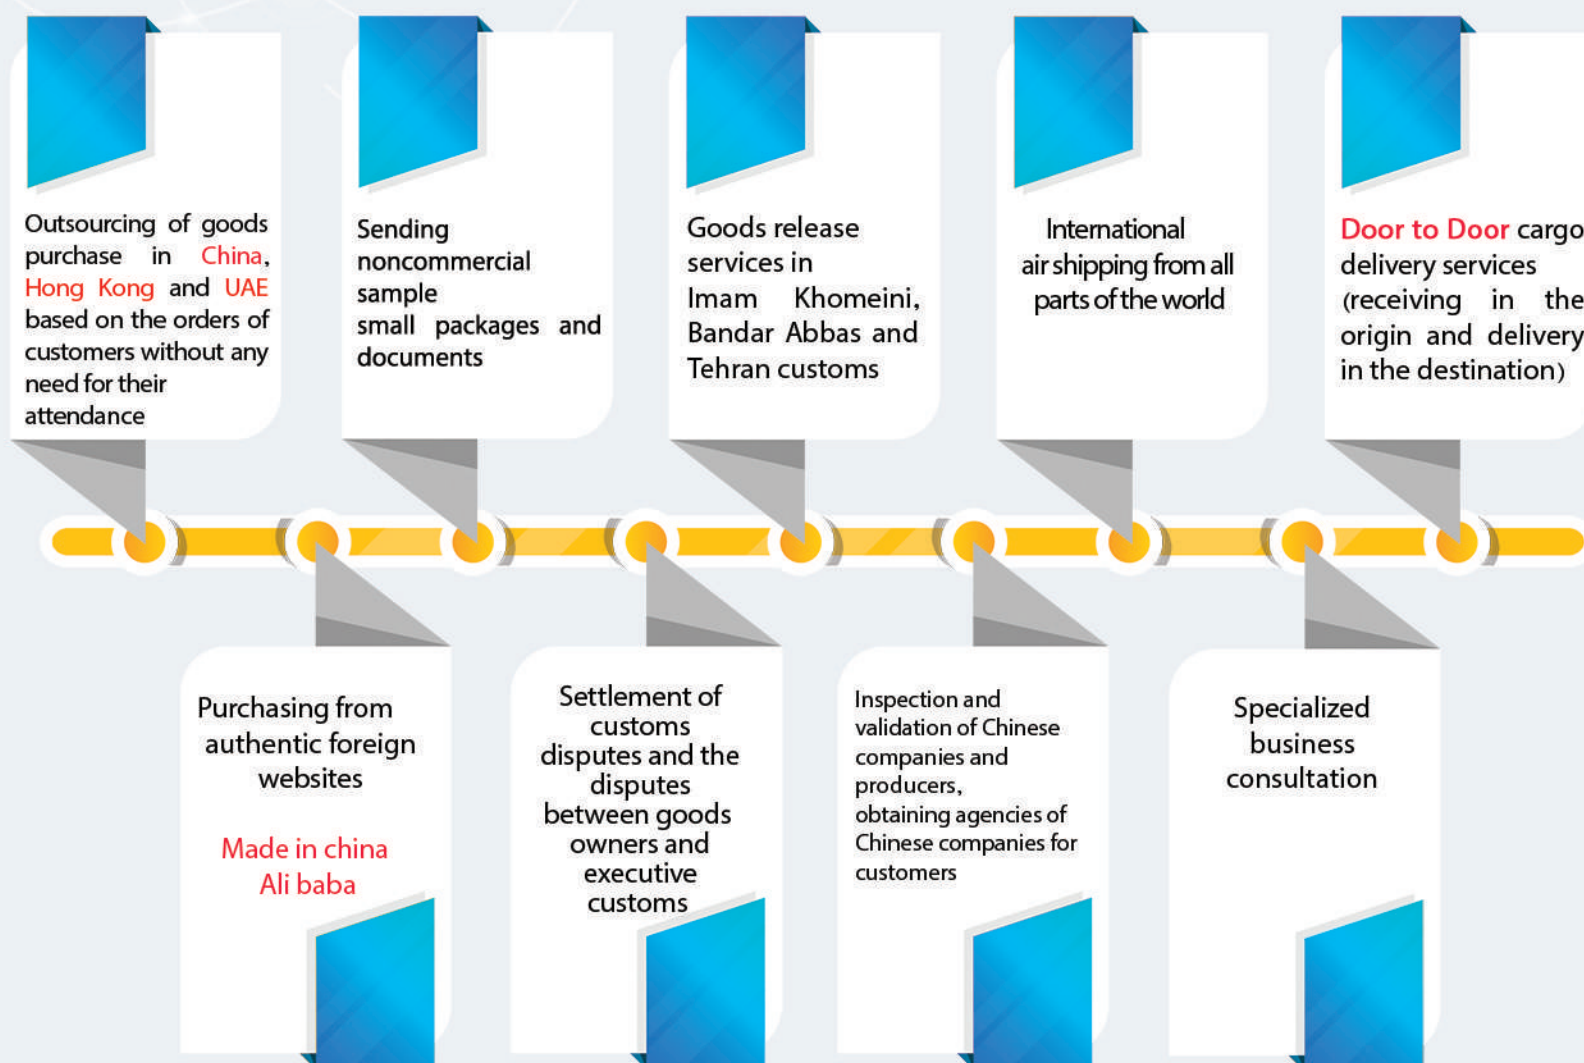 Outsourcing of goods
purchase in China,
Hong Kong and UAE
based on the orders of
customers without any
need for their
attendance
Sending
noncommercial
sample
small packages and
documents
Goods release
services in
Imam Khomeini,
Bandar Abbas and
Tehran customs
International
air shipping from all
parts of the world
Door to Door cargo
delivery services
(receiving in the
origin and delivery
in the destination)
Purchasing from
authentic foreign
websites
Made in china
Ali baba
Settlement of
customs
disputes and the
disputes
between goods
owners and
executive
customs
Inspection and
validation of Chinese
companies and
producers,
obtaining agencies of
Chinese companies for
customers
Specialized
business
consultation